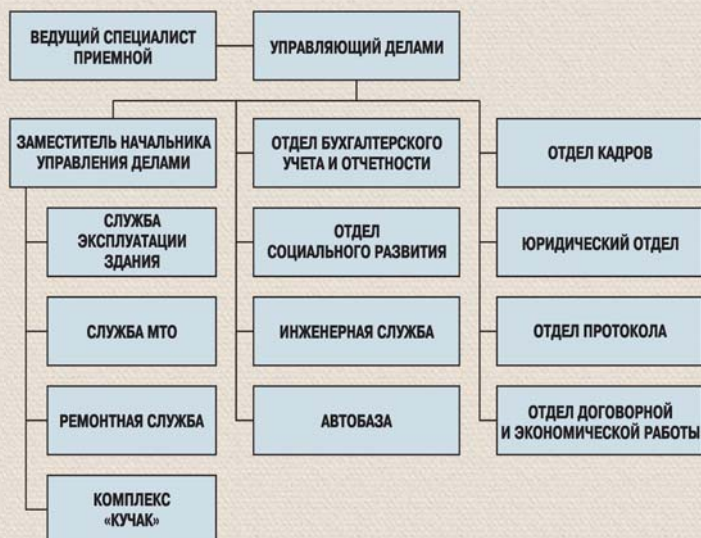 ВЕДУЩИЙ СПЕЦИАЛИСТ
ПРИЕМНОЙ
УПРАВЛЯЮЩИЙ ДЕЛАМИ
ЗАМЕСТИТЕЛЬ НАЧАЛЬНИКА
УПРАВЛЕНИЯ ДЕЛАМИ
ОТДЕЛ БУХГАЛТЕРСКОГО
УЧЕТА И ОТЧЕТНОСТИ
ОТДЕЛ КАДРОВ
СЛУЖБА
ЭКСПЛУАТАЦИИ
ЗДАНИЯ
ОТДЕЛ
СОЦИАЛЬНОГО РАЗВИТИЯ
ЮРИДИЧЕСКИЙ ОТДЕЛ
СЛУЖБА МТО
ИНЖЕНЕРНАЯ СЛУЖБА
ОТДЕЛ ПРОТОКОЛА
РЕМОНТНАЯ СЛУЖБА
АВТОБАЗА
ОТДЕЛ ДОГОВОРНОЙ
И ЭКОНОМИЧЕСКОЙ РАБОТЫ
КОМПЛЕКС
«КУЧАК»